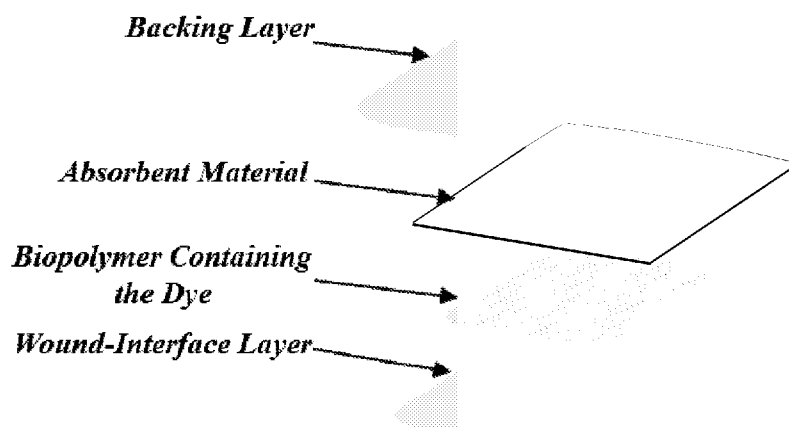 Backing Layer
Absorbent Material
Biopolymer Containing
the Dye
Wound-Interface Layer